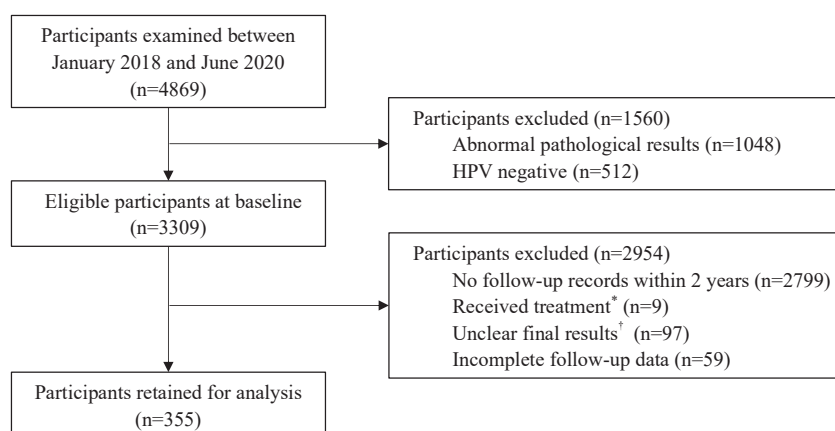 Participants examined between
January 2018 and June 2020
(n=4869)
Participants excluded (n=1560)
Abnormal pathological results (n=1048)
HPV negative (n=512)
Eligible participants at baseline
(n=3309)
Participants excluded (n=2954)
No follow-up records within 2 years (n=2799)
Received treatment* (n=9)
Unclear final results† (n=97)
Incomplete follow-up data (n=59)
Participants retained for analysis
(n=355)